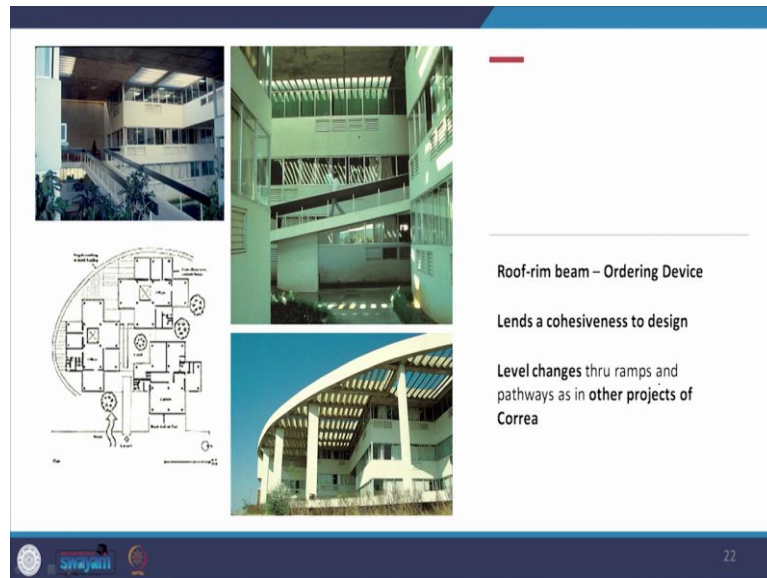 Roof-rim beam – Ordering Device
Lends a cohesiveness to design
Level changes thru ramps and
pathways as in other projects of
Correa
swayam
22